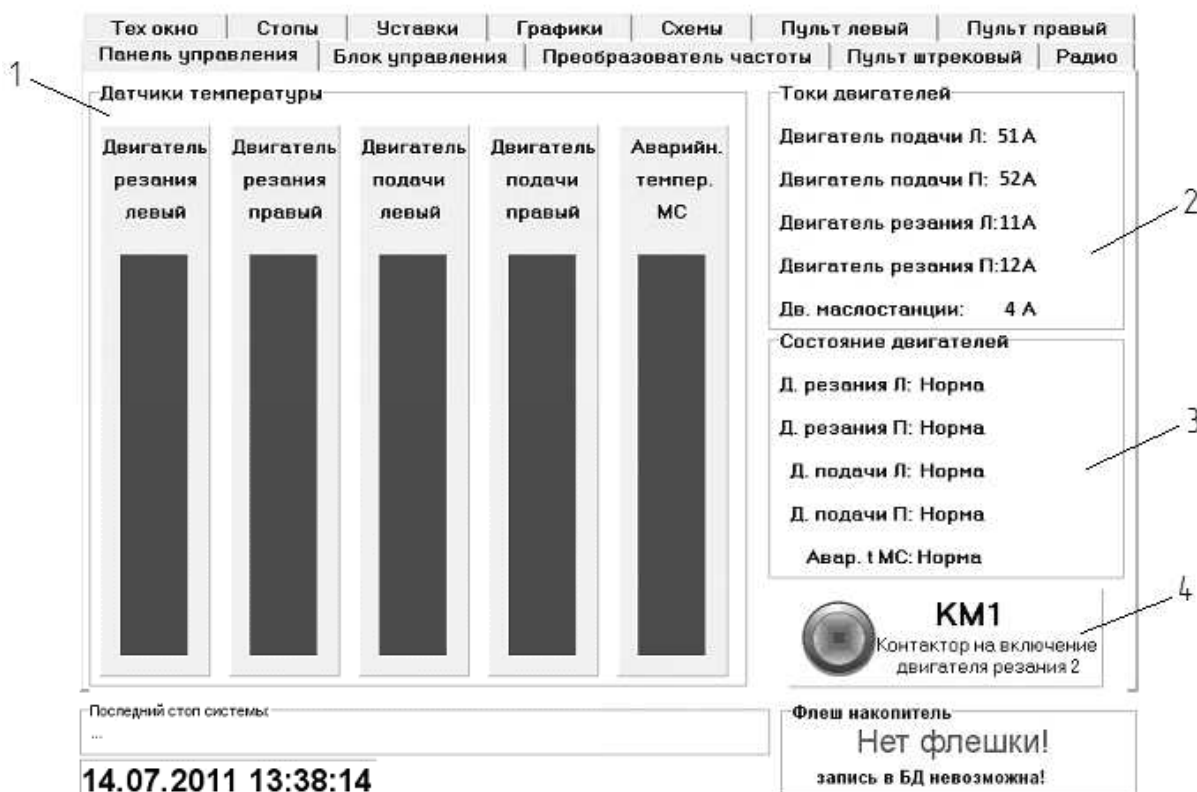 Тех окно Стопы Уставки Графики Схемы Пульт левый Пульт правый
Панель управления Блок управления Преобразователь частоты Пульт штрековый Радио
1
Датчики температуры
Двигатель резания левый
Двигатель резания правый
Двигатель подачи левый
Двигатель подачи правый
Аварийн. темпер. МС
Токи двигателей
Двигатель подачи Л: 51 А
Двигатель подачи П: 52А
2
Двигатель резания Л:11А
Двигатель резания П:12А
Дв. маслостанции: 4 А
Состояние двигателей
Д. резания Л: Норма
Д. резания П: Норма
3
Д. подачи Л: Норма
Д. подачи П: Норма
Авар. t МС: Норма
4
КМ1
Контактор на включение
двигателя резания 2
Последний стоп системы:
...
14.07.2011 13:38:14
Флеш накопитель
Нет флешки!
запись в БД невозможна!